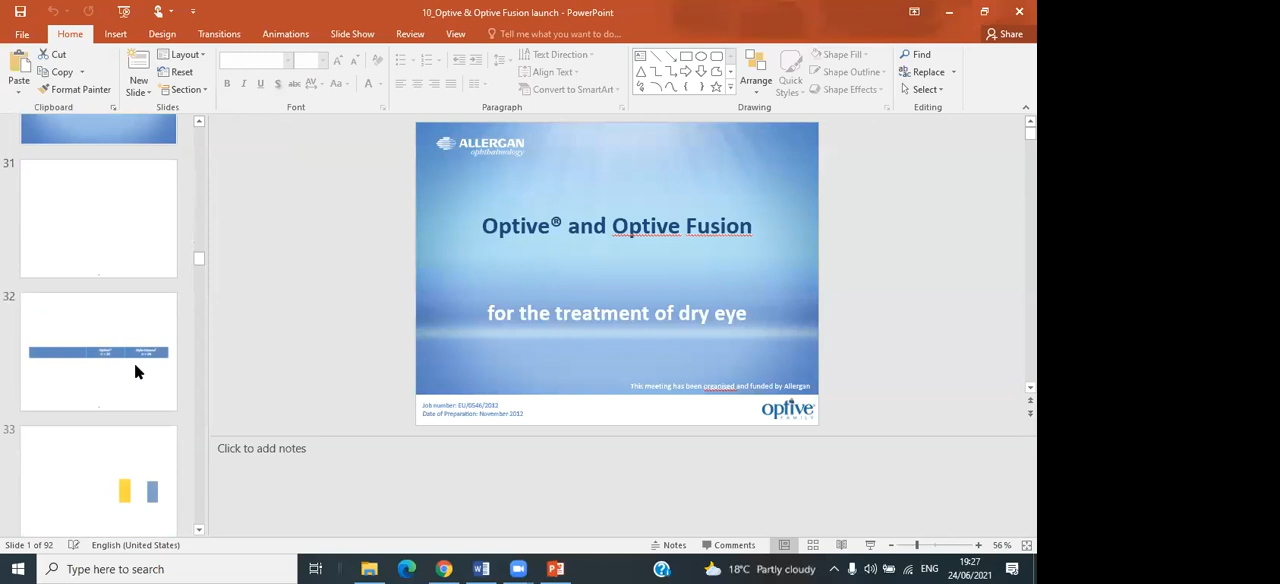 10_Optive & Optive Fusion launch - PowerPoint
File Home Insert Design Transitions Animations Slide Show Review View Tell me what you want to do... Share
Paste
Cut
Copy
Format Painter
Clipboard
New Slide
Layout
Reset
Section
Slides
B I U S abc AV Aa A
Font
Text Direction
Align Text
Convert to SmartArt
Paragraph
Arrange
Quick Styles
Shape Fill
Shape Outline
Shape Effects
Drawing
Find
Replace
Select
Editing
31
32
33
ALLERGAN
ophthalmology
Optive® and Optive Fusion
for the treatment of dry eye
This meeting has been organised and funded by Allergan
Job number: EU/0546/2012
Date of Preparation: November 2012
optive
FAMILY
Click to add notes
Slide 1 of 92 English (United States) Notes Comments 56 %
Type here to search
18°C Partly cloudy ENG
19:27
24/06/2021